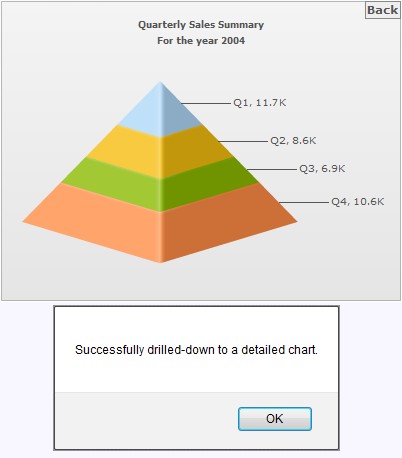 Back
Quarterly Sales Summary
For the year 2004
Q1, 11.7K
Q2, 8.6K
Q3, 6.9K
Q4, 10.6K
Successfully drilled-down to a detailed chart.
OK